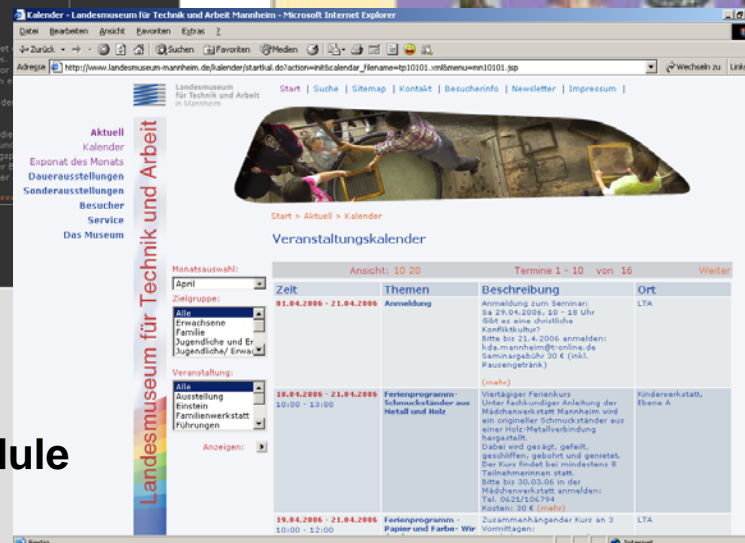 Kalender - Landesmuseum für Technik und Arbeit Mannheim - Microsoft Internet Explorer
Datei Bearbeiten Ansicht Favoriten Extras ?
Zurück Suchen Favoriten Medien
Adresse http://www.landesmuseum-mannheim.de/kalender/startkal.do?action=init&calendar_filename=tp10101.xml&menu=mn10101.jsp Wechseln zu Links
Landesmuseum
für Technik und Arbeit
in Mannheim
Start | Suche | Sitemap | Kontakt | Besucherinfo | Newsletter | Impressum |
Aktuell
Kalender
Exponat des Monats
Dauerausstellungen
Sonderausstellungen
Besucher
Service
Das Museum
Landesmuseum für Technik und Arbeit
Start > Aktuell > Kalender
Veranstaltungskalender
Monatsauswahl:
April
Zielgruppe:
Alle
Erwachsene
Familie
Jugendliche und Er
Jugendliche/ Erwac
Veranstaltung:
Alle
Ausstellung
Einstein
Familienwerkstatt
Führungen
Anzeigen:
Ansicht: 10 20 Termine 1 - 10 von 16 Weiter
Zeit Themen Beschreibung Ort
01.04.2006 - 21.04.2006 Anmeldung Anmeldung zum Seminar: LTA
Sa 29.04.2006, 10 - 18 Uhr
Gibt es eine christliche
Konfliktkultur?
Bitte bis 21.4.2006 anmelden:
kda.mannheim@t-online.de
Seminargebühr 30 € (inkl.
Pausengetränk)
(mehr)
18.04.2006 - 21.04.2006 Ferienprogramm- Viertägiger Ferienkurs Kinderwerkstatt,
10:00 - 13:00 Schmuckständer aus Unter fachkundiger Anleitung der Ebene A
Metall und Holz Mädchenwerkstatt Mannheim wird
ein origineller Schmuckständer aus
einer Holz-Metallverbindung
hergestellt.
Dabei wird gesägt, gefeilt,
geschliffen, gebohrt und genietet.
Der Kurs findet bei mindestens 8
Teilnehmerinnen statt.
Bitte bis 30.03.06 in der
Mädchenwerkstatt anmelden:
Tel. 0621/106794
Kosten: 30 € (mehr)
19.04.2006 - 21.04.2006 Ferienprogramm - Zusammenhängender Kurs an 3 LTA
10:00 - 12:00 Papier und Farbe- Wir Vormittagen:
Fertig Internet
dule